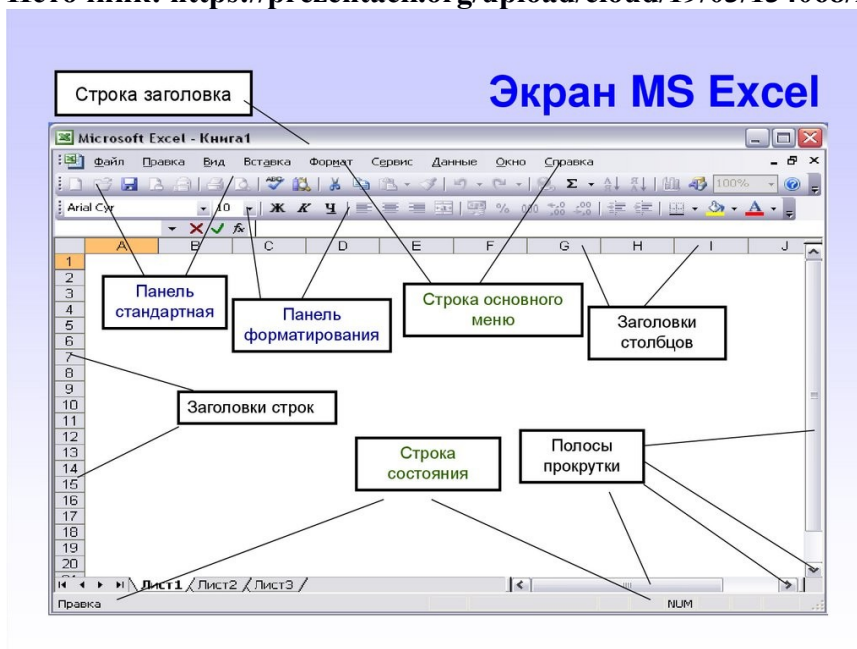 Экран MS Excel
Строка заголовка
Microsoft Excel - Книга1
Файл Правка Вид Вставка Формат Сервис Данные Окно Справка
100%
Arial Cyr 10 Ж К Ч
A B C D E F G H I J
1
2
3
4
5
6
7
8
9
10
11
12
13
14
15
16
17
18
19
20
Панель
стандартная
Панель
форматирования
Строка основного
меню
Заголовки
столбцов
Заголовки строк
Строка
состояния
Полосы
прокрутки
Лист1 Лист2 Лист3
Правка NUM